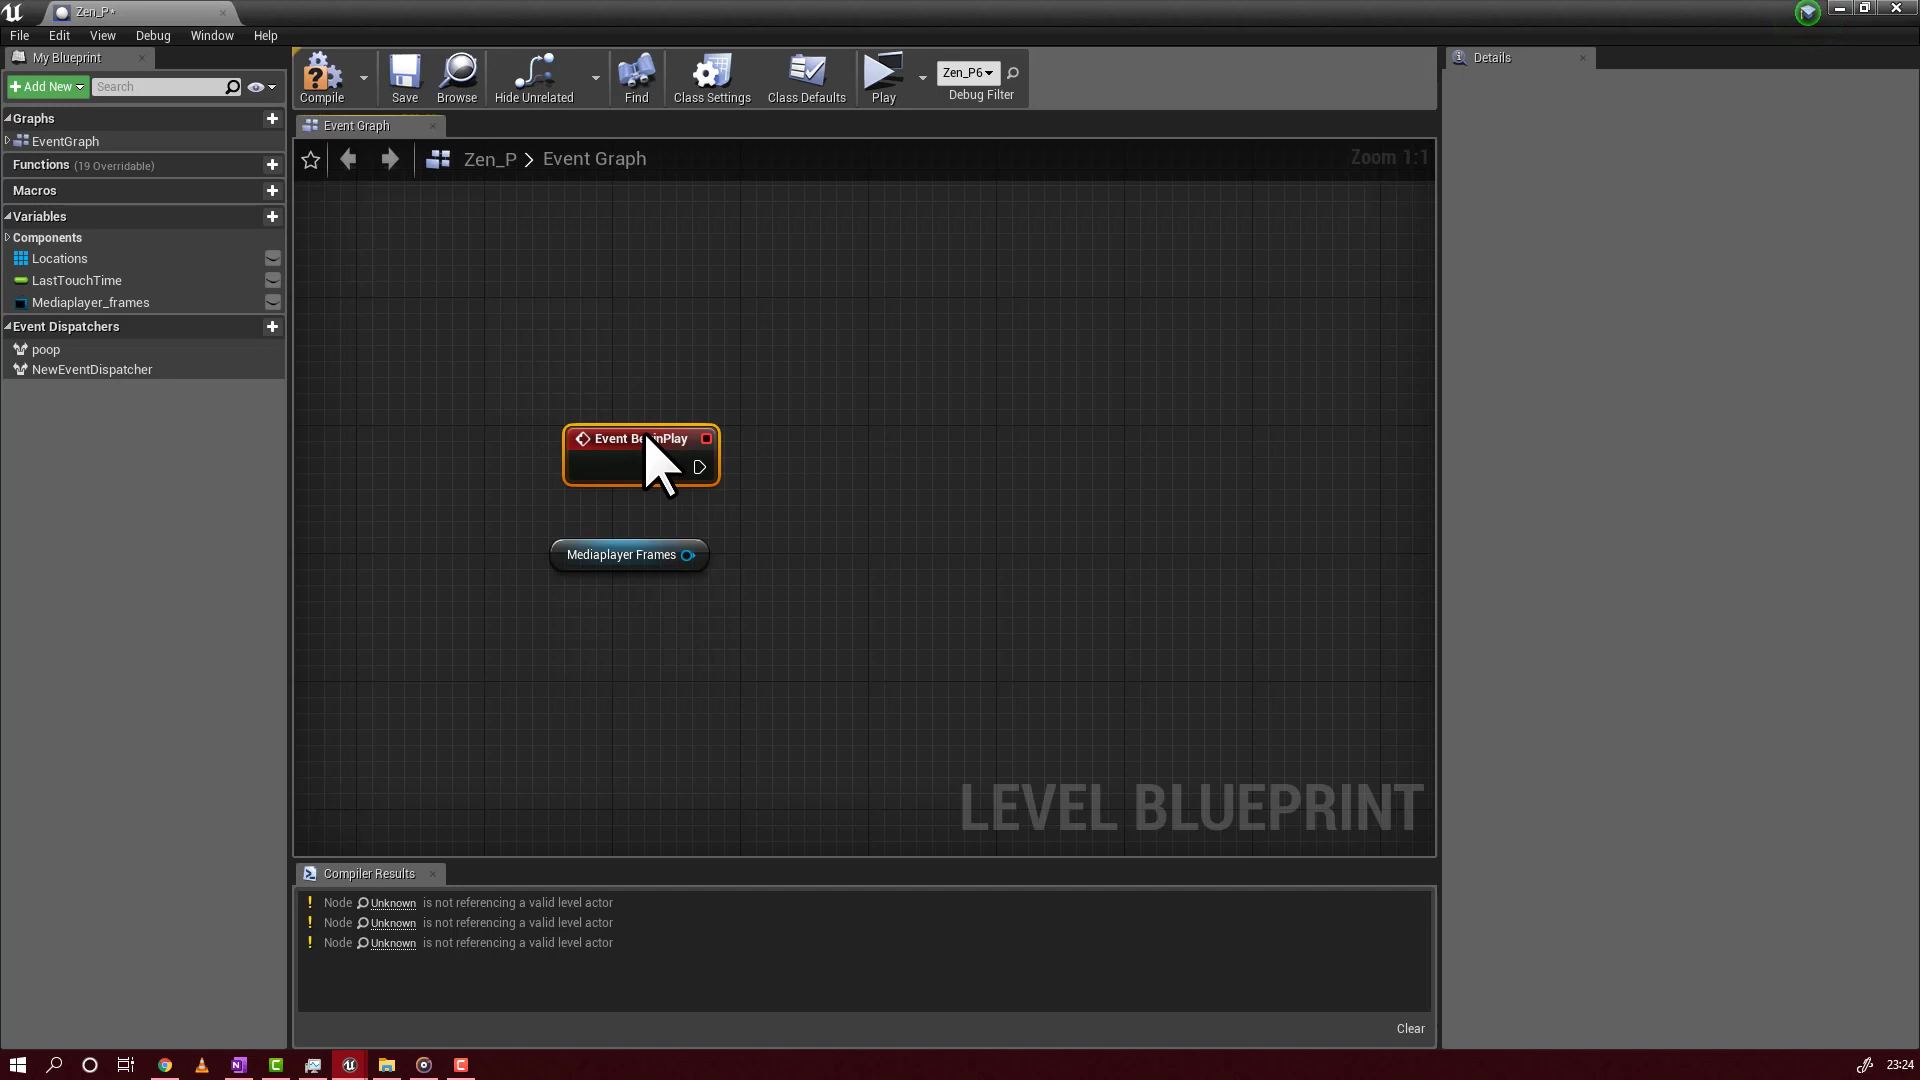 Zen_P*
File Edit View Debug Window Help
My Blueprint
Add New Search
Compile Save Browse Hide Unrelated Find Class Settings Class Defaults Play Zen_P6 Debug Filter
Details
Event Graph
Zen_P > Event Graph
Zoom 1:1
Graphs
EventGraph
Functions (19 Overridable)
Macros
Variables
Components
Locations
LastTouchTime
Mediaplayer_frames
Event Dispatchers
poop
NewEventDispatcher
Mediaplayer Frames
LEVEL BLUEPRINT
Compiler Results
! Node Unknown is not referencing a valid level actor
! Node Unknown is not referencing a valid level actor
! Node Unknown is not referencing a valid level actor
Clear
23:24